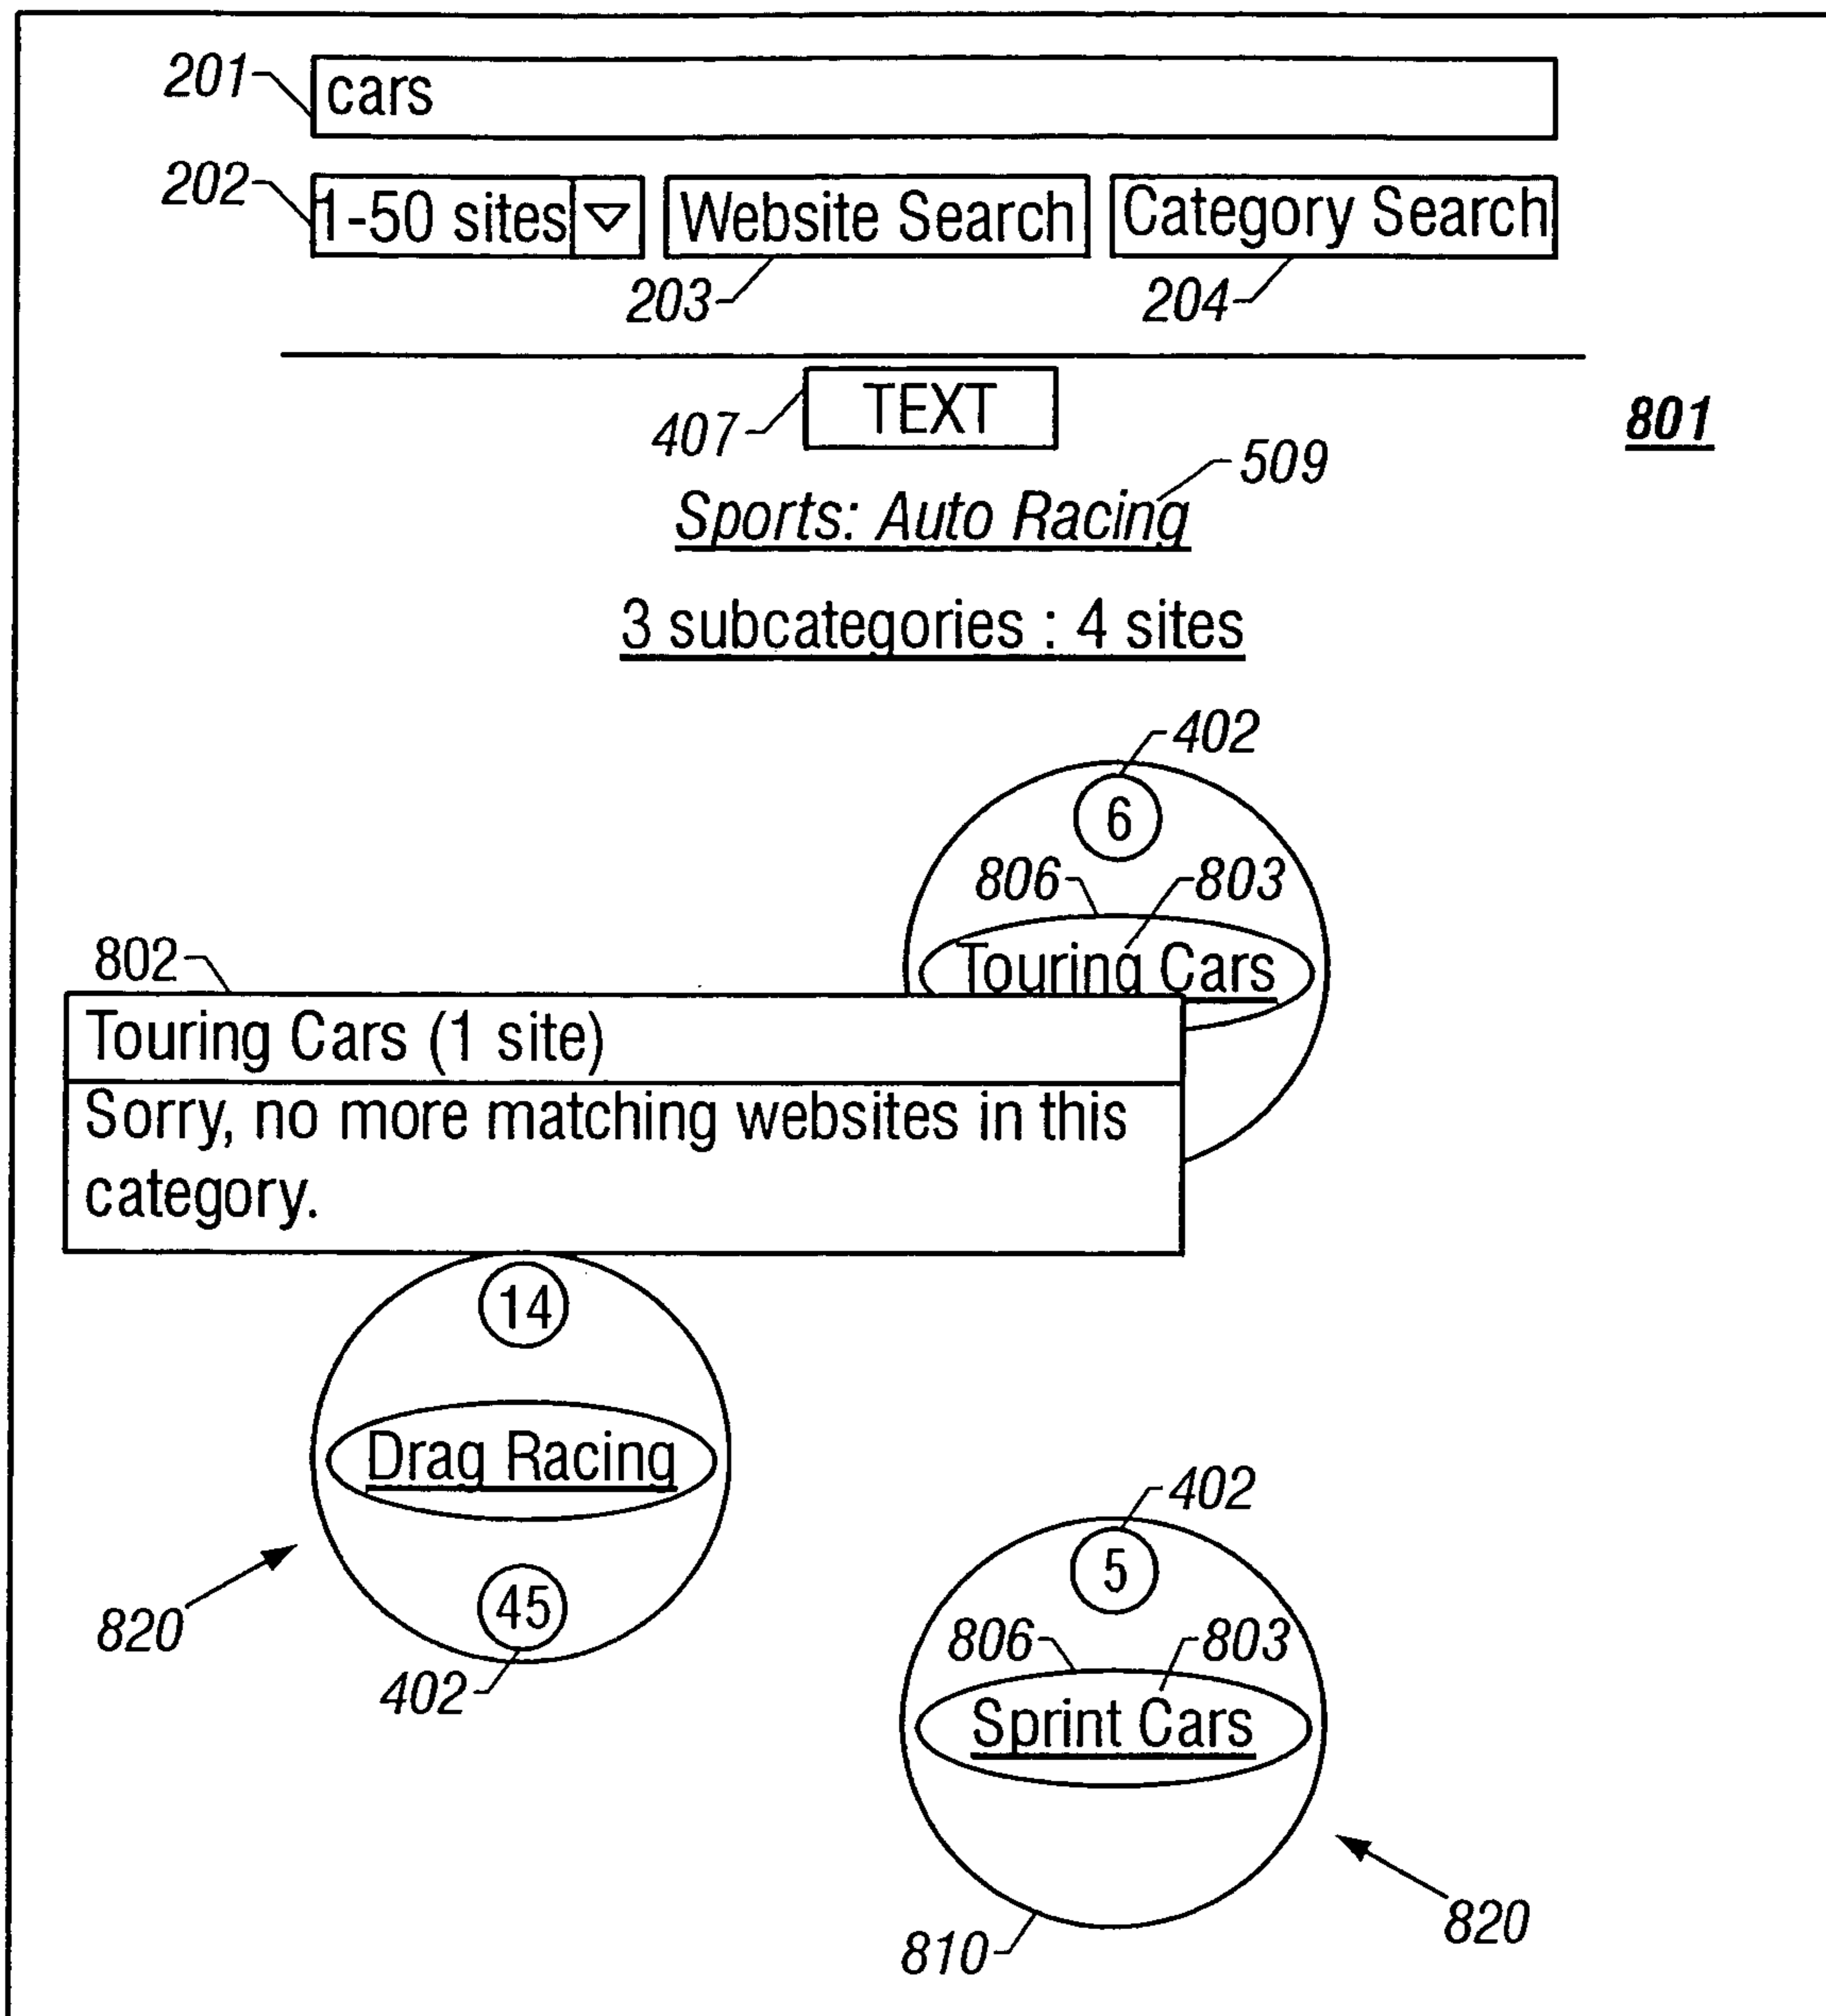 201
cars
202
1-50 sites
Website Search
Category Search
203
204
407
TEXT
801
509
Sports: Auto Racing
3 subcategories : 4 sites
402
6
806
803
Touring Cars
802
Touring Cars (1 site)
Sorry, no more matching websites in this
category.
14
Drag Racing
820
45
402
402
5
806
803
Sprint Cars
810
820